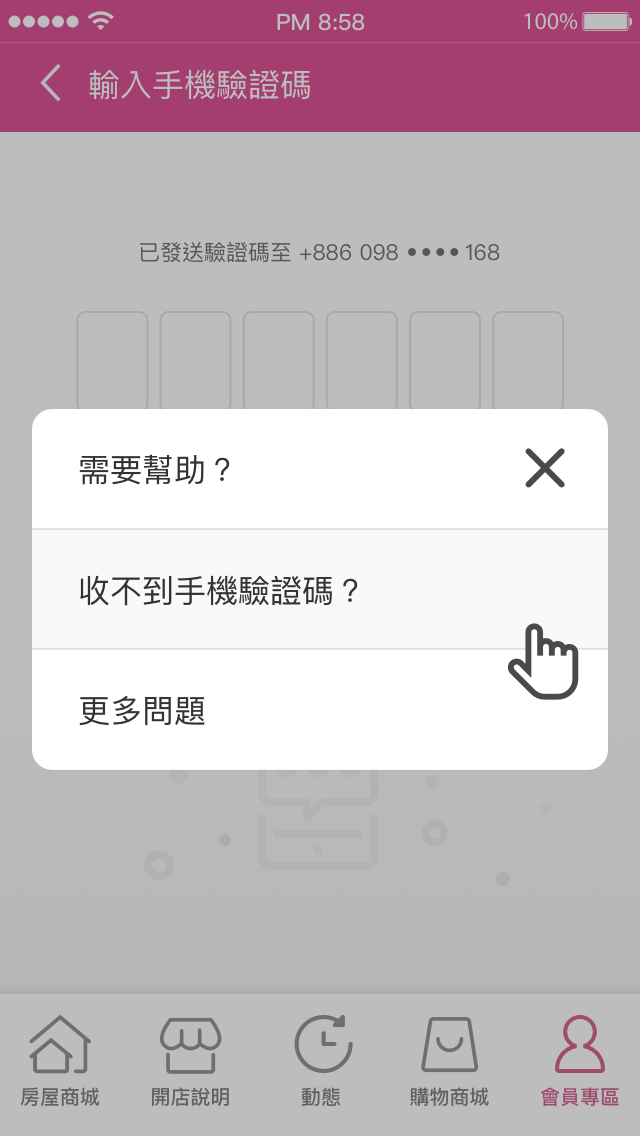 PM 8:58
100%
輸入手機驗證碼
已發送驗證碼至 +886 098 •••• 168
需要幫助？
收不到手機驗證碼？
更多問題
房屋商城
開店說明
動態
購物商城
會員專區